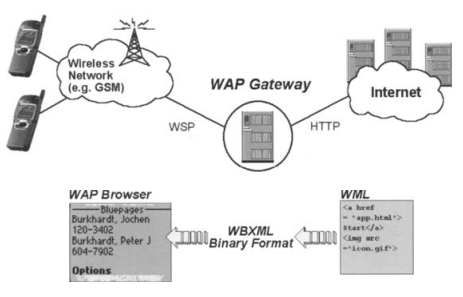 Wireless
Network
(e.g. GSM)
WAP Gateway
Internet
WSP
HTTP
WAP Browser
Bluepages
Burkhardt, Jochen
120-3402
Burkhardt, Peter J
604-7902
Options
WBXML
Binary Format
WML
<a href
= "app.html">
Start</a>
<img src
="icon.gif">